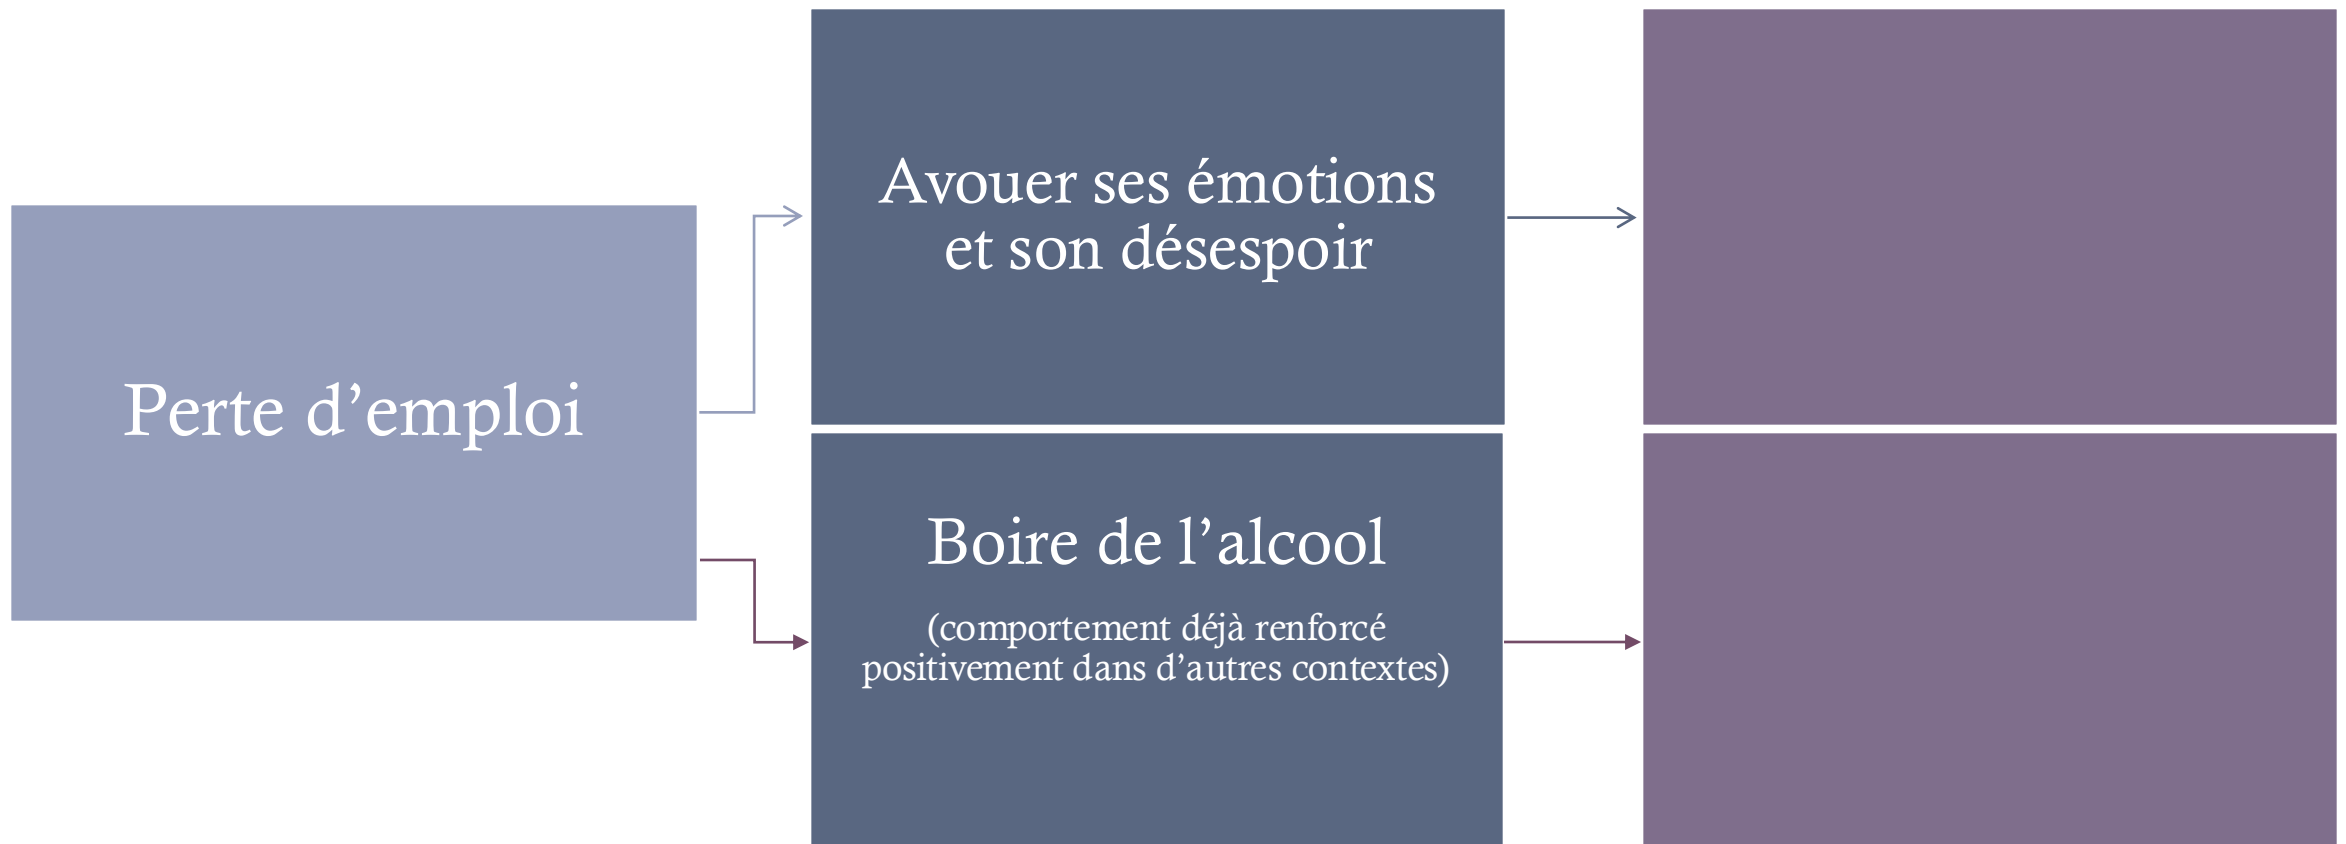 Perte d’emploi
Avouer ses émotions
et son désespoir
Boire de l’alcool
(comportement déjà renforcé
positivement dans d’autres contextes)